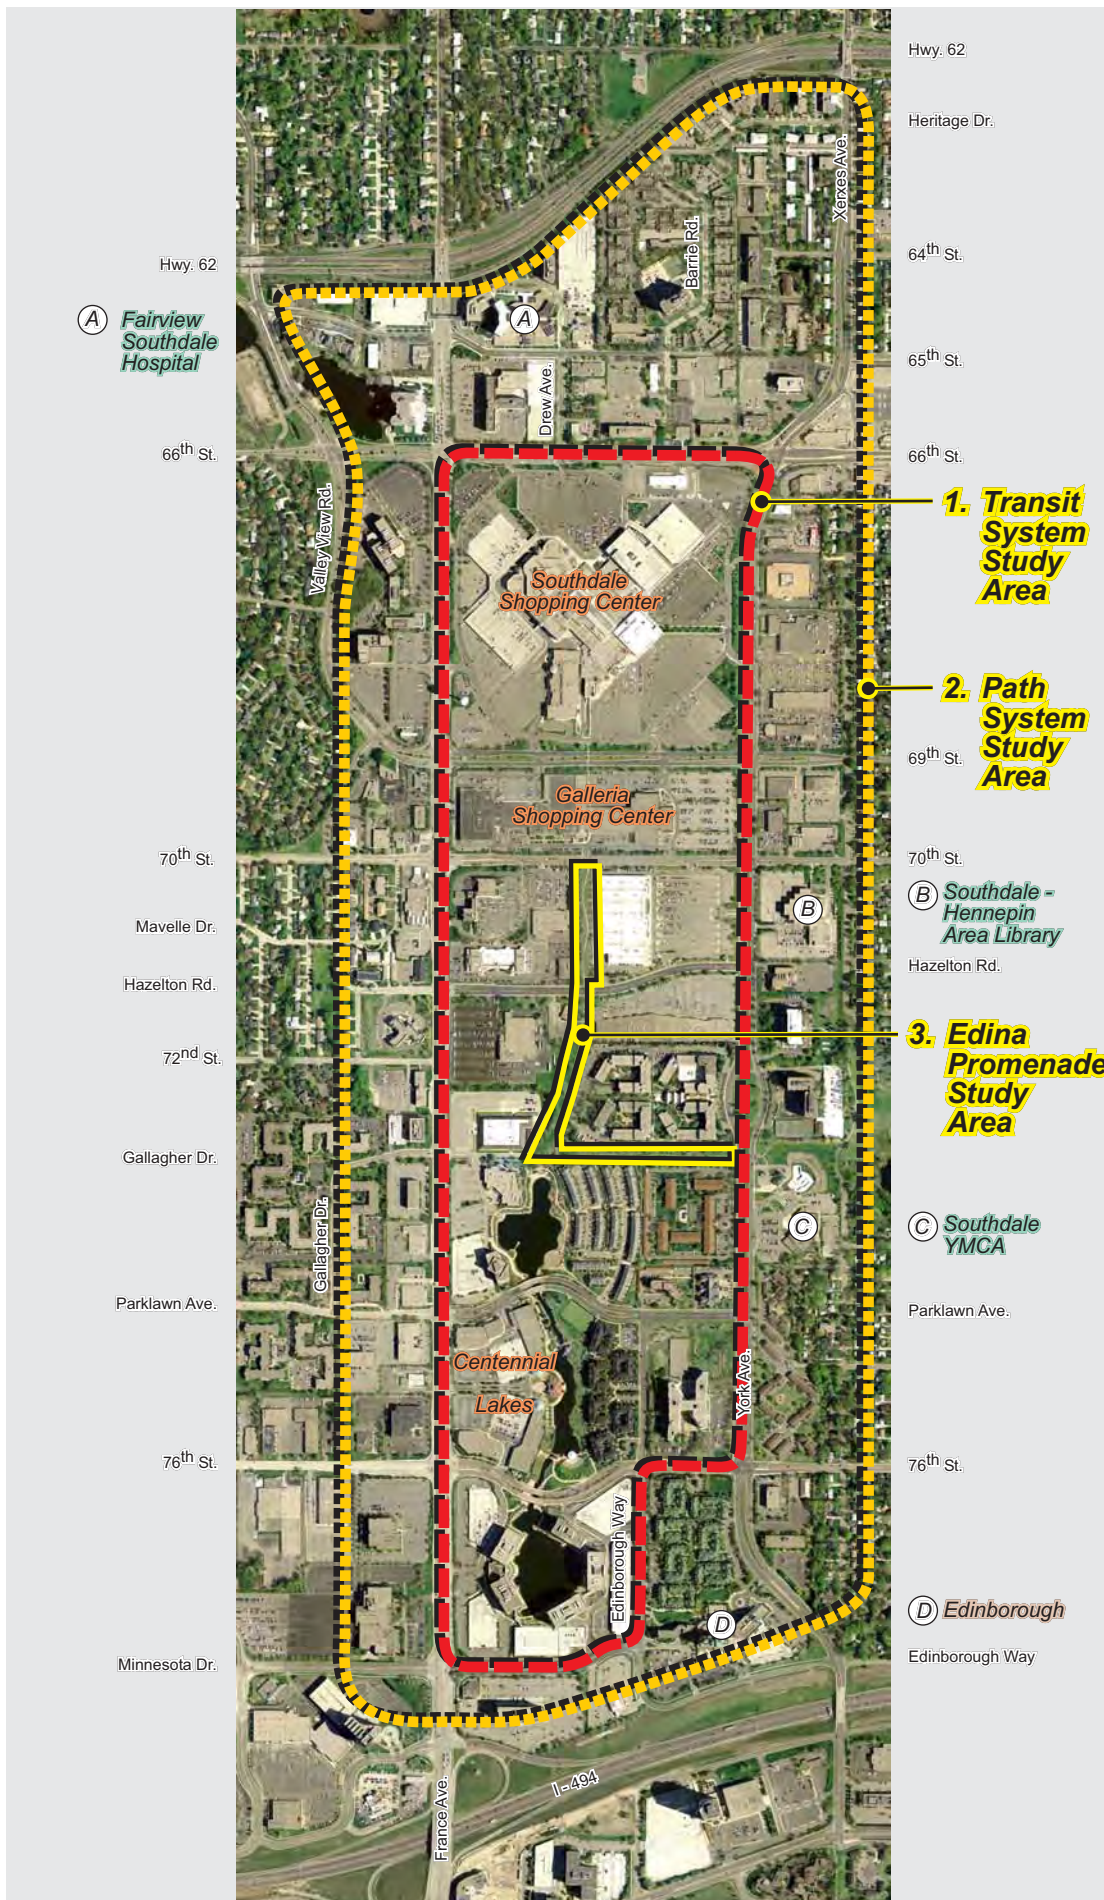 Hwy. 62
Heritage Dr.
Xerxes Ave.
Barrie Rd.
64th St.
Hwy. 62
A Fairview
Southdale
Hospital
A
65th St.
Drew Ave.
66th St.
66th St.
Valley View Rd.
1. Transit
System
Study
Area
Southdale
Shopping Center
2. Path
System
Study
Area
69th St.
Galleria
Shopping Center
70th St.
70th St.
B Southdale -
Hennepin
Area Library
B
Mavelle Dr.
Hazelton Rd.
Hazelton Rd.
3. Edina
Promenade
Study
Area
72nd St.
Gallagher Dr.
Gallagher Dr.
C
C Southdale
YMCA
Parklawn Ave.
Parklawn Ave.
Centennial
Lakes
York Ave.
76th St.
76th St.
Edinborough Way
D
D Edinborough
Edinborough Way
Minnesota Dr.
I - 494
France Ave.